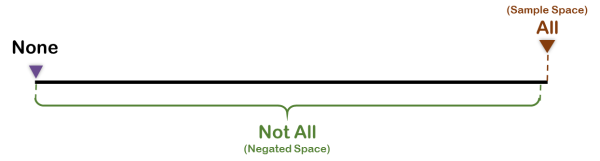 (Sample Space)
All
None
Not All
(Negated Space)